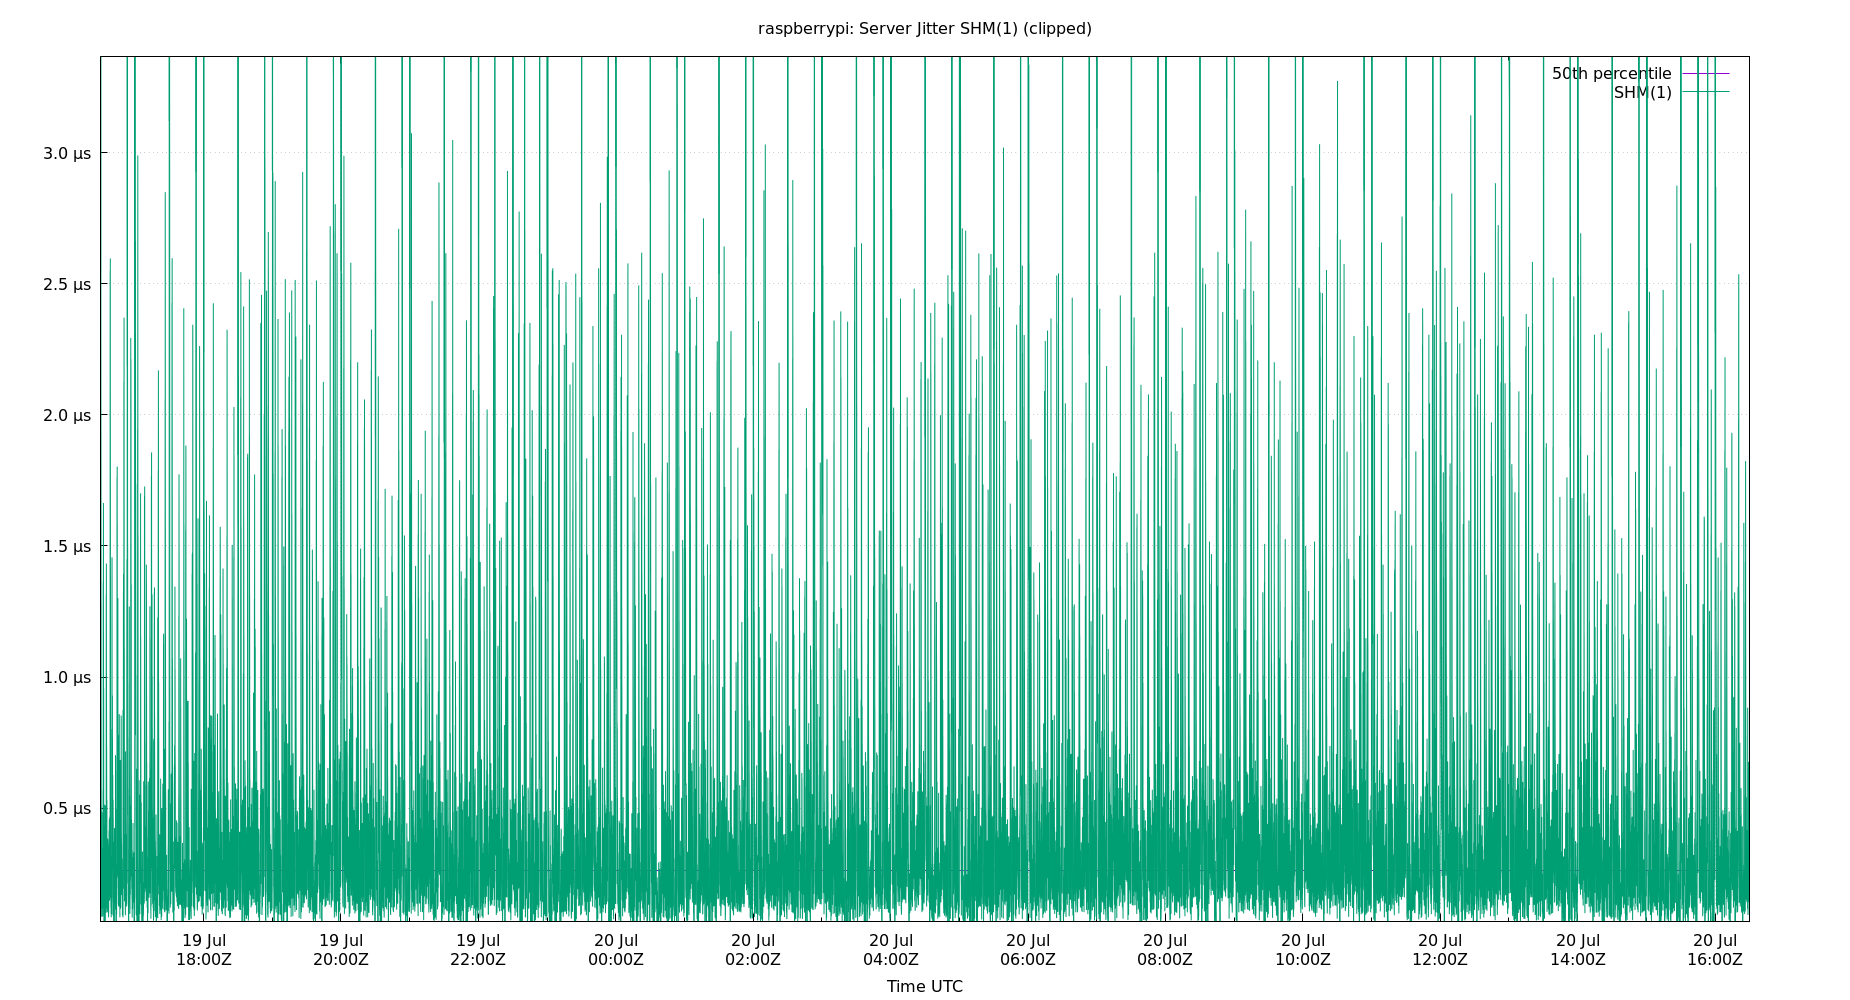 raspberrypi: Server Jitter SHM(1) (clipped)
50th percentile
SHM(1)
3.0 µs
2.5 µs
2.0 µs
1.5 µs
1.0 µs
0.5 µs
19 Jul 19 Jul 19 Jul 20 Jul 20 Jul 20 Jul 20 Jul 20 Jul 20 Jul 20 Jul 20 Jul 20 Jul
18:00Z 20:00Z 22:00Z 00:00Z 02:00Z 04:00Z 06:00Z 08:00Z 10:00Z 12:00Z 14:00Z 16:00Z
Time UTC